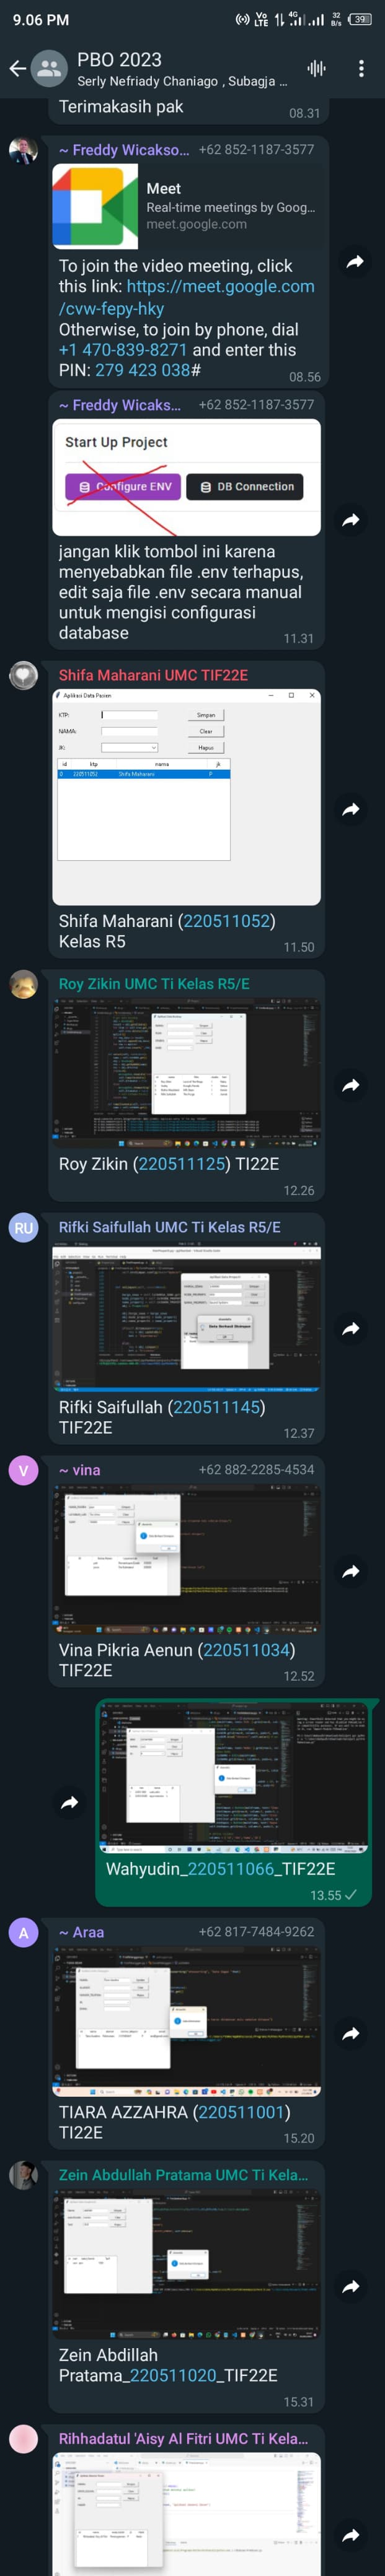 9.06 PM
Vo LTE 4G 32 B/s 39
PBO 2023
Serly Nefriady Chaniago , Subagja ...
Terimakasih pak
08.31
~ Freddy Wicakso... +62 852-1187-3577
Meet
Real-time meetings by Goog...
meet.google.com
To join the video meeting, click
this link: https://meet.google.com
/cvw-fepy-hky
Otherwise, to join by phone, dial
+1 470-839-8271 and enter this
PIN: 279 423 038#
08.56
~ Freddy Wicaks... +62 852-1187-3577
Start Up Project
Configure ENV DB Connection
jangan klik tombol ini karena
menyebabkan file .env terhapus,
edit saja file .env secara manual
untuk mengisi configurasi
database
11.31
Shifa Maharani UMC TIF22E
Aplikasi Data Pasien
KTP: Simpan
NAMA: Clear
JK: Hapus
id ktp nama jk
0 220511052 Shifa Maharani P
Shifa Maharani (220511052)
Kelas R5
11.50
Roy Zikin UMC Ti Kelas R5/E
Roy Zikin (220511125) TI22E
12.26
RU
Rifki Saifullah UMC Ti Kelas R5/E
Rifki Saifullah (220511145)
TIF22E
12.37
V
~ vina +62 882-2285-4534
Vina Pikria Aenun (220511034)
TIF22E
12.52
Wahyudin_220511066_TIF22E
13.55
A
~ Araa +62 817-7484-9262
TIARA AZZAHRA (220511001)
TI22E
15.20
Zein Abdullah Pratama UMC Ti Kela...
Zein Abdillah
Pratama_220511020_TIF22E
15.31
Rihhadatul 'Aisy Al Fitri UMC Ti Kela...